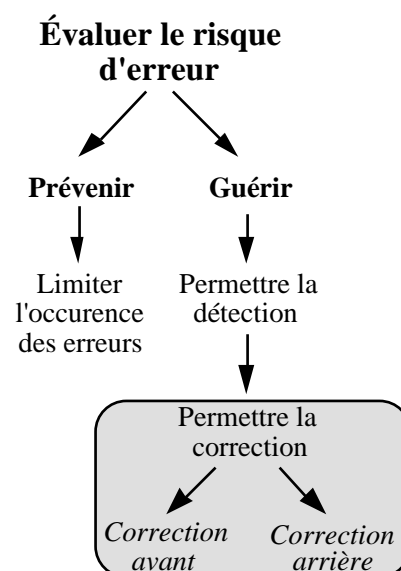 Évaluer le risque
d'erreur
Prévenir
Guérir
Limiter
l'occurence
des erreurs
Permettre la
détection
Permettre la
correction
Correction
avant
Correction
arrière